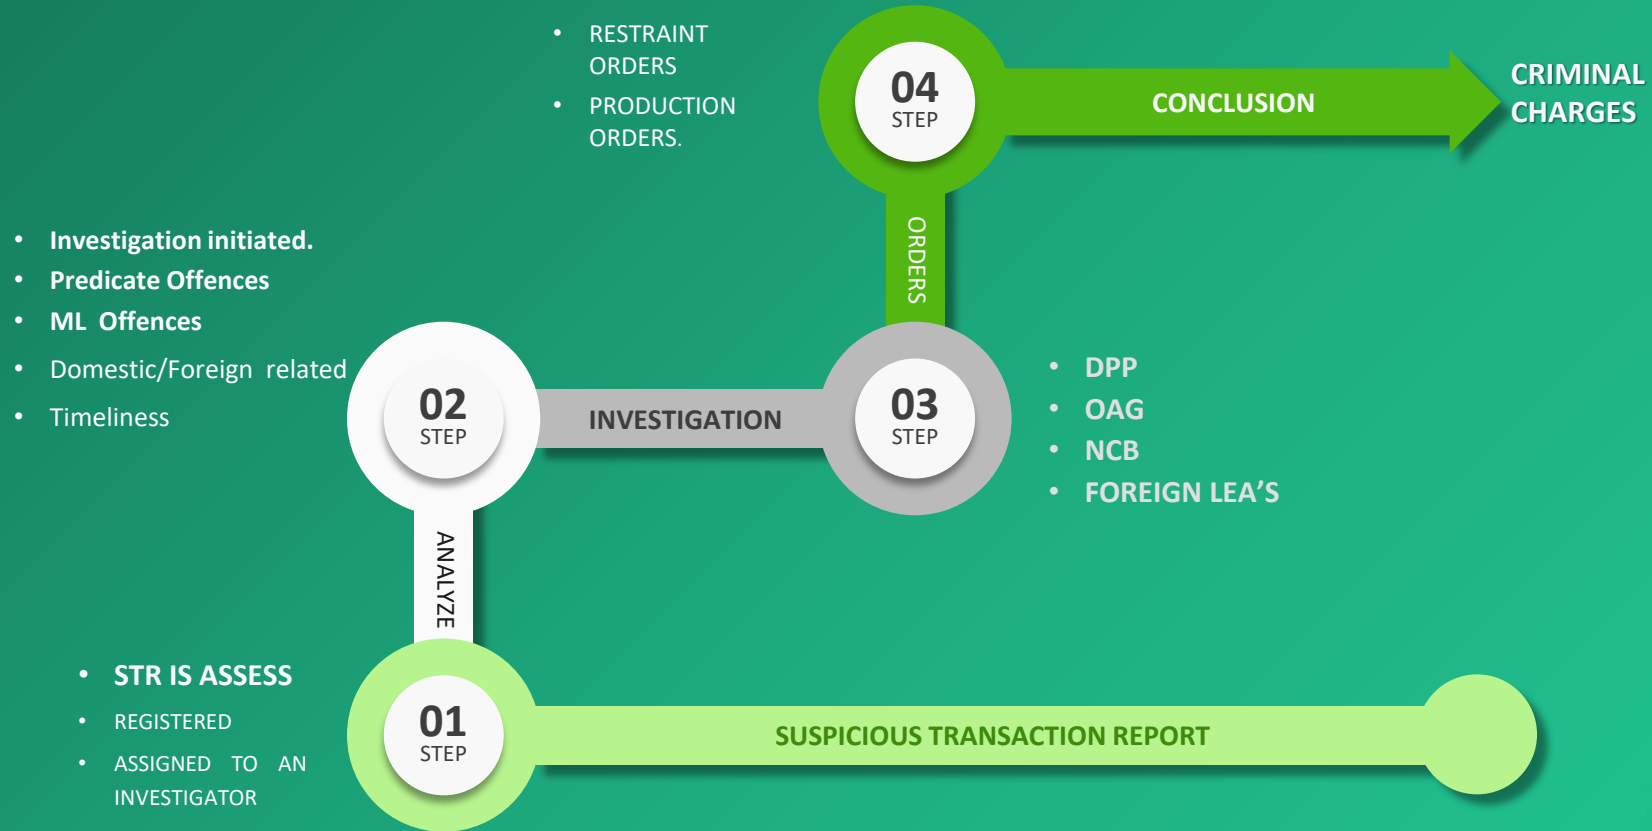 • RESTRAINT
ORDERS
• PRODUCTION
ORDERS.
04
STEP
CONCLUSION
CRIMINAL
CHARGES
ORDERS
• Investigation initiated.
• Predicate Offences
• ML Offences
• Domestic/Foreign related
• Timeliness
02
STEP
INVESTIGATION
03
STEP
• DPP
• OAG
• NCB
• FOREIGN LEA’S
ANALYZE
• STR IS ASSESS
• REGISTERED
• ASSIGNED TO AN
INVESTIGATOR
01
STEP
SUSPICIOUS TRANSACTION REPORT